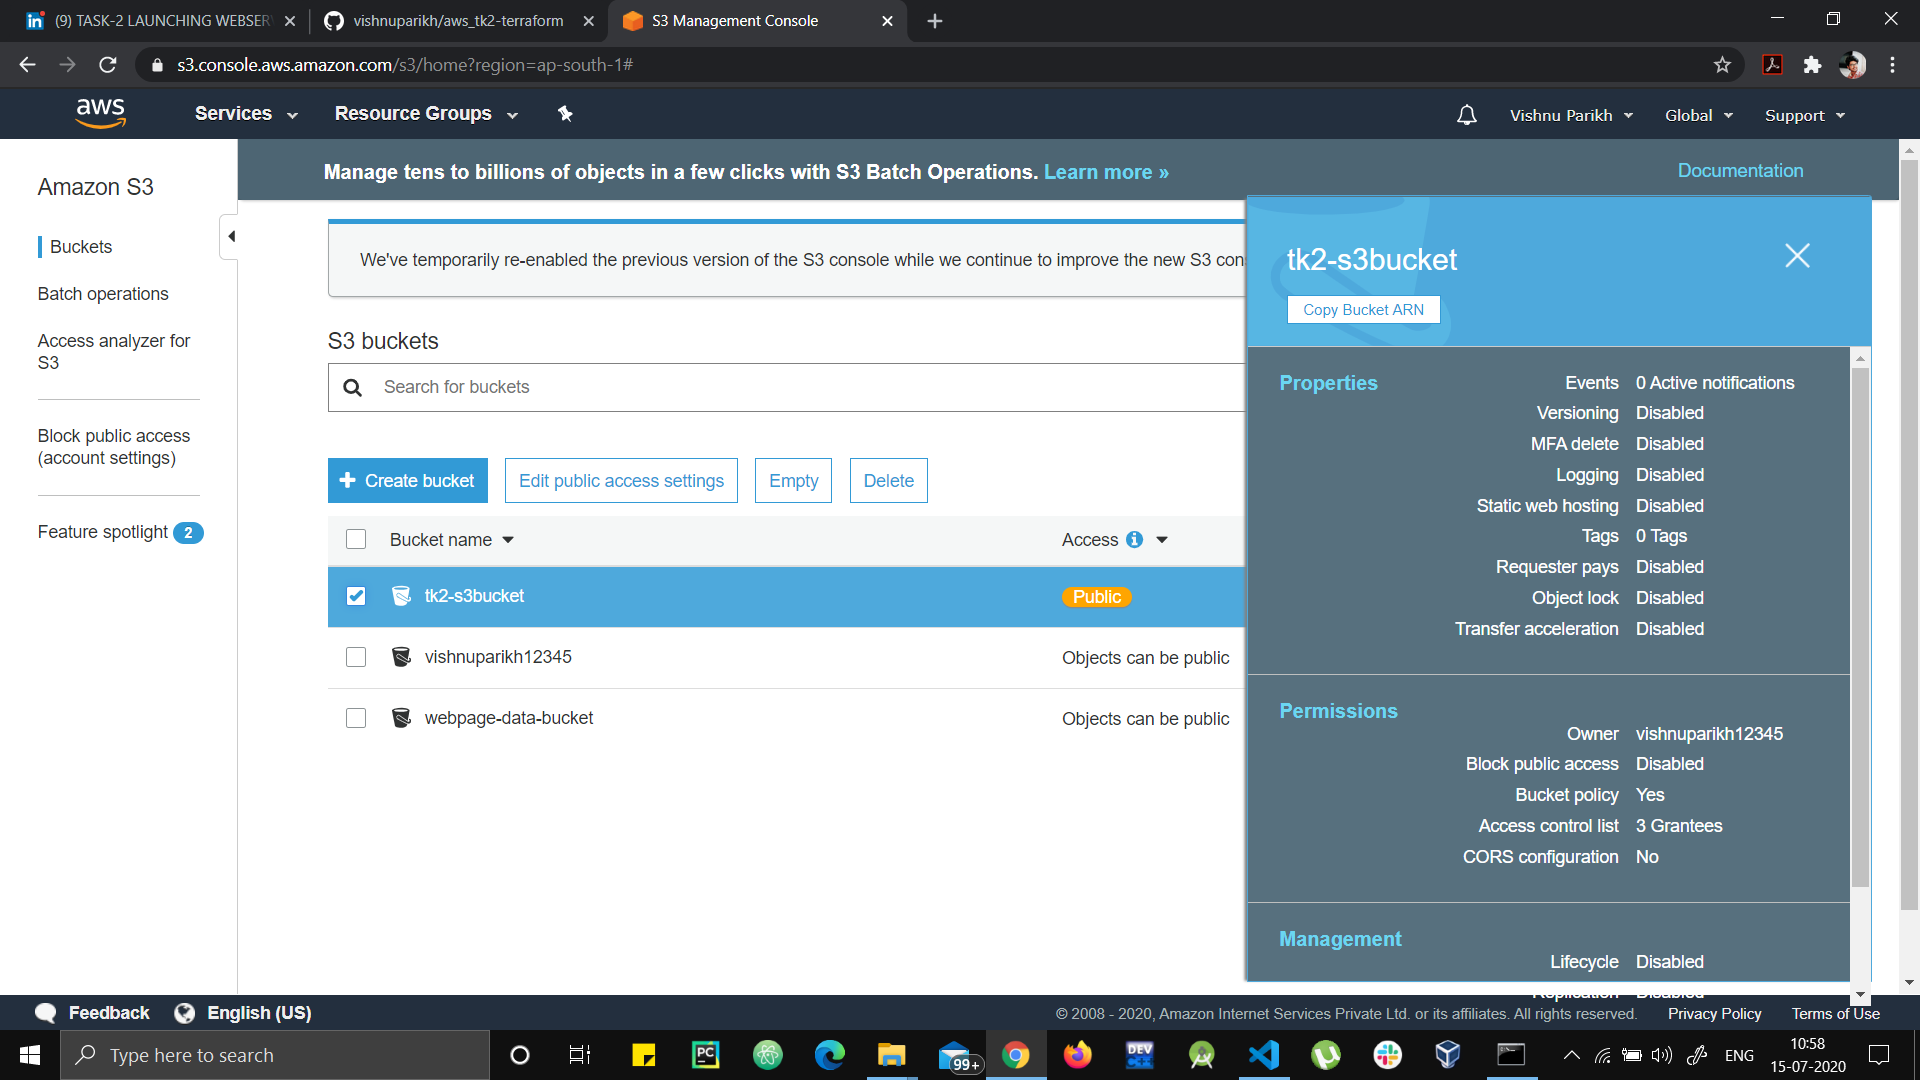 (9) TASK-2 LAUNCHING WEBSER
vishnuparikh/aws_tk2-terraform
S3 Management Console
s3.console.aws.amazon.com/s3/home?region=ap-south-1#
aws
Services
Resource Groups
Vishnu Parikh
Global
Support
Amazon S3
Buckets
Batch operations
Access analyzer for
S3
Block public access
(account settings)
Feature spotlight 2
Manage tens to billions of objects in a few clicks with S3 Batch Operations. Learn more »
Documentation
We've temporarily re-enabled the previous version of the S3 console while we continue to improve the new S3 con
S3 buckets
Search for buckets
Create bucket
Edit public access settings
Empty
Delete
Bucket name
Access
tk2-s3bucket
Public
vishnuparikh12345
Objects can be public
webpage-data-bucket
Objects can be public
tk2-s3bucket
Copy Bucket ARN
Properties
Events 0 Active notifications
Versioning Disabled
MFA delete Disabled
Logging Disabled
Static web hosting Disabled
Tags 0 Tags
Requester pays Disabled
Object lock Disabled
Transfer acceleration Disabled
Permissions
Owner vishnuparikh12345
Block public access Disabled
Bucket policy Yes
Access control list 3 Grantees
CORS configuration No
Management
Lifecycle Disabled
Replication Disabled
Feedback
English (US)
© 2008 - 2020, Amazon Internet Services Private Ltd. or its affiliates. All rights reserved.
Privacy Policy
Terms of Use
Type here to search
PC
99+
DEV
C++
ENG
10:58
15-07-2020